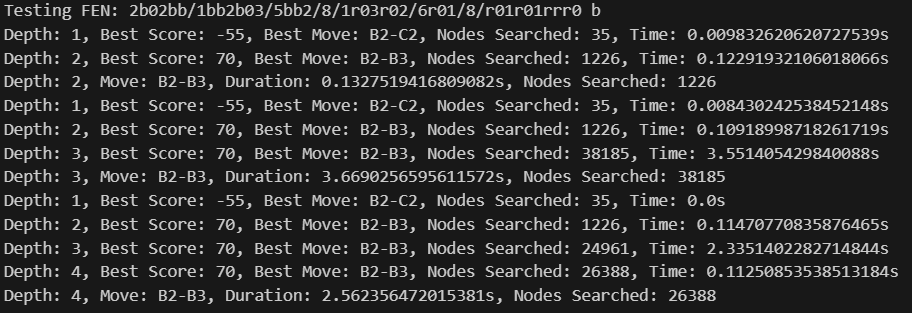 Testing FEN: 2b02bb/1bb2b03/5bb2/8/1r03r02/6r01/8/r01r01rrr0 b
Depth: 1, Best Score: -55, Best Move: B2-C2, Nodes Searched: 35, Time: 0.009832620620727539s
Depth: 2, Best Score: 70, Best Move: B2-B3, Nodes Searched: 1226, Time: 0.12291932106018066s
Depth: 2, Move: B2-B3, Duration: 0.1327519416809082s, Nodes Searched: 1226
Depth: 1, Best Score: -55, Best Move: B2-C2, Nodes Searched: 35, Time: 0.008430242538452148s
Depth: 2, Best Score: 70, Best Move: B2-B3, Nodes Searched: 1226, Time: 0.10918998718261719s
Depth: 3, Best Score: 70, Best Move: B2-B3, Nodes Searched: 38185, Time: 3.551405429840088s
Depth: 3, Move: B2-B3, Duration: 3.6690256595611572s, Nodes Searched: 38185
Depth: 1, Best Score: -55, Best Move: B2-C2, Nodes Searched: 35, Time: 0.0s
Depth: 2, Best Score: 70, Best Move: B2-B3, Nodes Searched: 1226, Time: 0.11470770835876465s
Depth: 3, Best Score: 70, Best Move: B2-B3, Nodes Searched: 24961, Time: 2.3351402282714844s
Depth: 4, Best Score: 70, Best Move: B2-B3, Nodes Searched: 26388, Time: 0.11250853538513184s
Depth: 4, Move: B2-B3, Duration: 2.562356472015381s, Nodes Searched: 26388